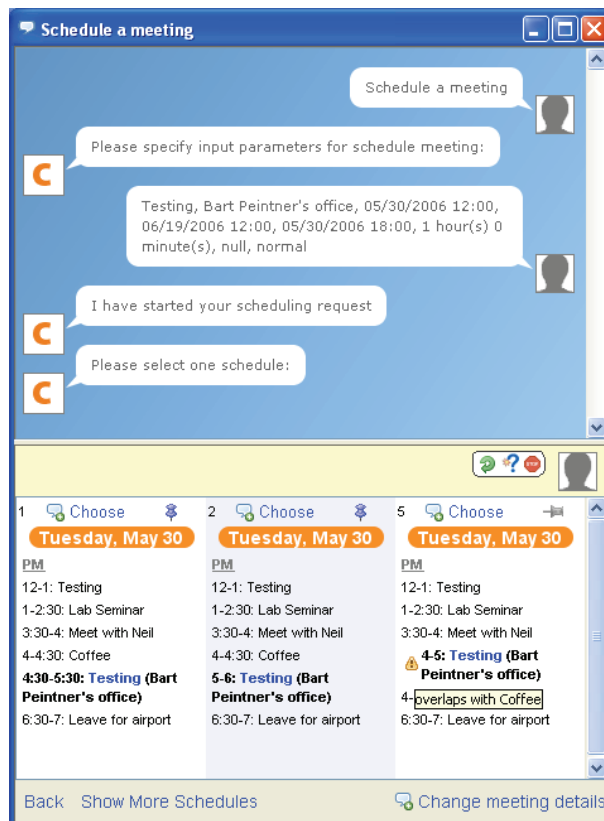 Schedule a meeting
Schedule a meeting
C
Please specify input parameters for schedule meeting:
Testing, Bart Peintner's office, 05/30/2006 12:00,
06/19/2006 12:00, 05/30/2006 18:00, 1 hour(s) 0
minute(s), null, normal
C
I have started your scheduling request
C
Please select one schedule:
STOP
1 Choose
Tuesday, May 30
PM
12-1: Testing
1-2:30: Lab Seminar
3:30-4: Meet with Neil
4-4:30: Coffee
4:30-5:30: Testing (Bart
Peintner's office)
6:30-7: Leave for airport
2 Choose
Tuesday, May 30
PM
12-1: Testing
1-2:30: Lab Seminar
3:30-4: Meet with Neil
4-4:30: Coffee
5-6: Testing (Bart
Peintner's office)
6:30-7: Leave for airport
5 Choose
Tuesday, May 30
PM
12-1: Testing
1-2:30: Lab Seminar
3:30-4: Meet with Neil
4-5: Testing (Bart
Peintner's office)
4-
overlaps with Coffee
6:30-7: Leave for airport
Back Show More Schedules Change meeting details